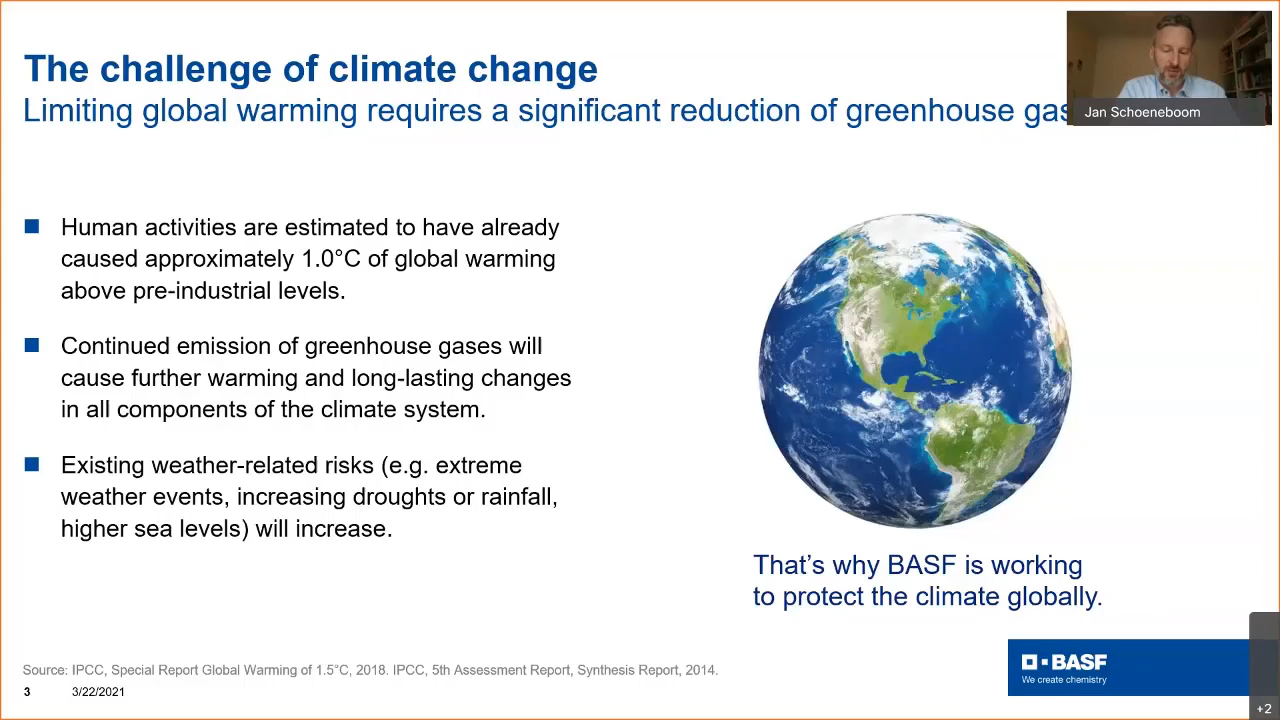 The challenge of climate change
Limiting global warming requires a significant reduction of greenhouse
Jan Schoeneboom
Human activities are estimated to have already
caused approximately 1.0°C of global warming
above pre-industrial levels.
Continued emission of greenhouse gases will
cause further warming and long-lasting changes
in all components of the climate system.
Existing weather-related risks (e.g. extreme
weather events, increasing droughts or rainfall,
higher sea levels) will increase.
That's why BASF is working
to protect the climate globally.
Source: IPCC, Special Report Global Warming of 1.5°C, 2018. IPCC, 5th Assessment Report, Synthesis Report, 2014.
3 3/22/2021
BASF
We create chemistry
+2